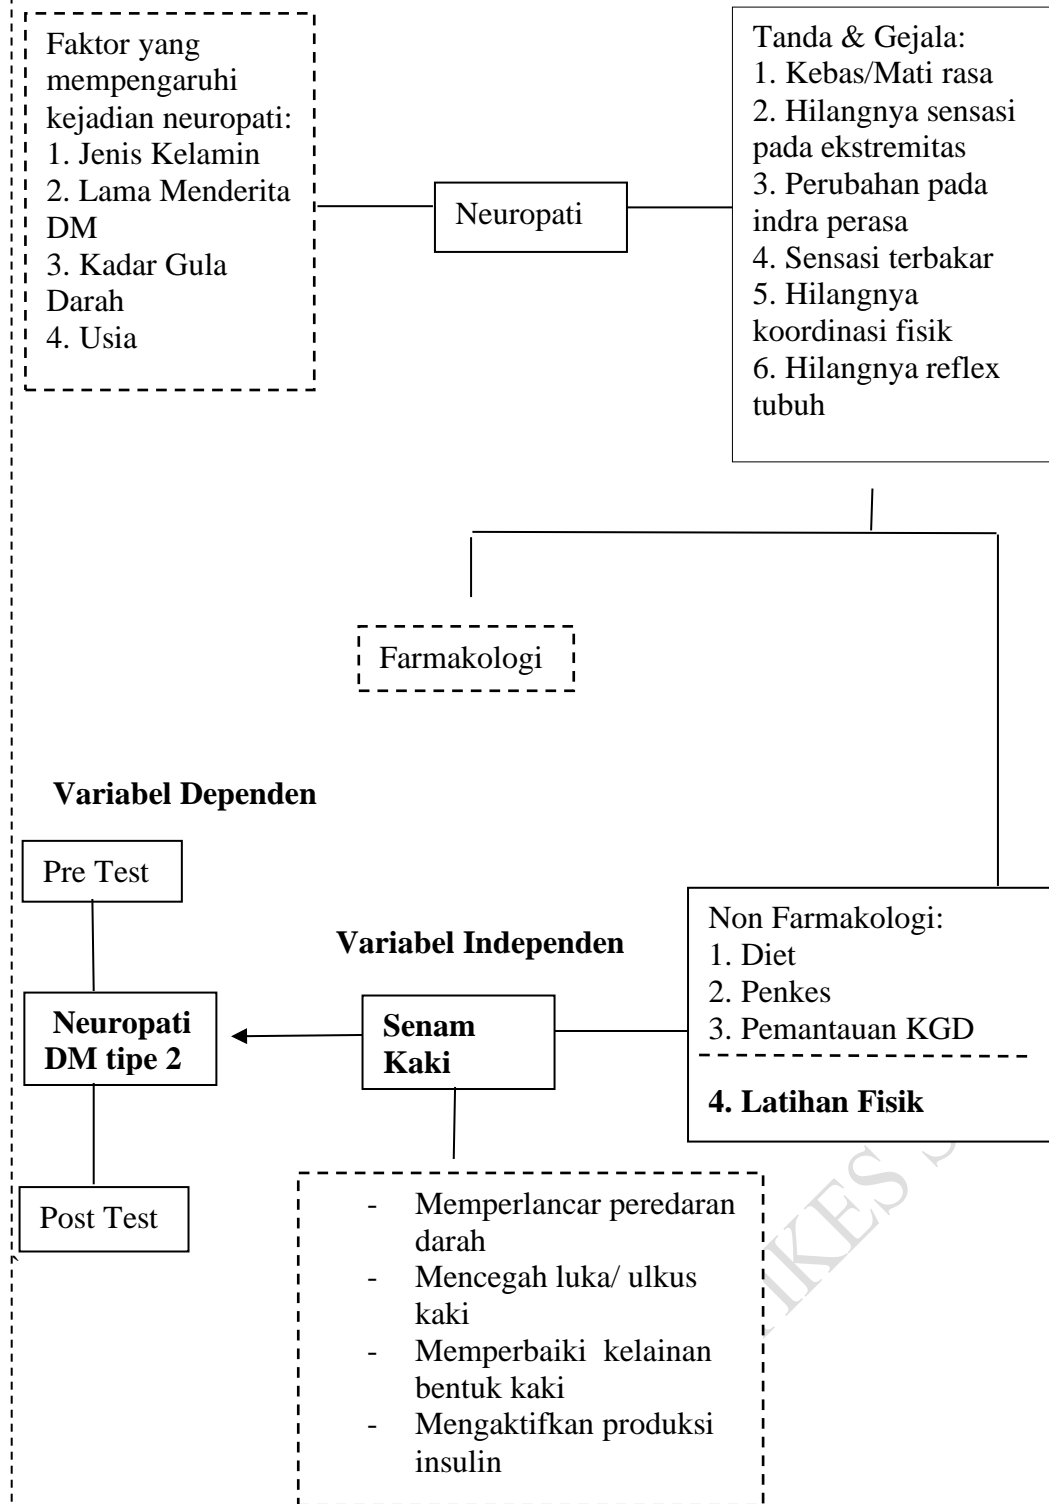 Faktor yang
mempengaruhi
kejadian neuropati:
1. Jenis Kelamin
2. Lama Menderita
DM
3. Kadar Gula
Darah
4. Usia
Neuropati
Tanda & Gejala:
1. Kebas/Mati rasa
2. Hilangnya sensasi
pada ekstremitas
3. Perubahan pada
indra perasa
4. Sensasi terbakar
5. Hilangnya
koordinasi fisik
6. Hilangnya reflex
tubuh
Farmakologi
Variabel Dependen
Pre Test
Neuropati
DM tipe 2
Post Test
Variabel Independen
Senam
Kaki
Non Farmakologi:
1. Diet
2. Penkes
3. Pemantauan KGD
4. Latihan Fisik
- Memperlancar peredaran
darah
- Mencegah luka/ ulkus
kaki
- Memperbaiki kelainan
bentuk kaki
- Mengaktifkan produksi
insulin